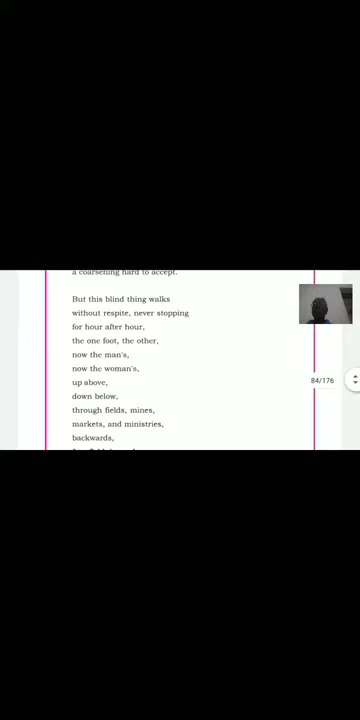 a coarsening hard to accept.
But this blind thing walks
without respite, never stopping
for hour after hour,
the one foot, the other,
now the man's,
now the woman's,
up above,
down below,
through fields, mines,
markets, and ministries,
backwards,
84/176